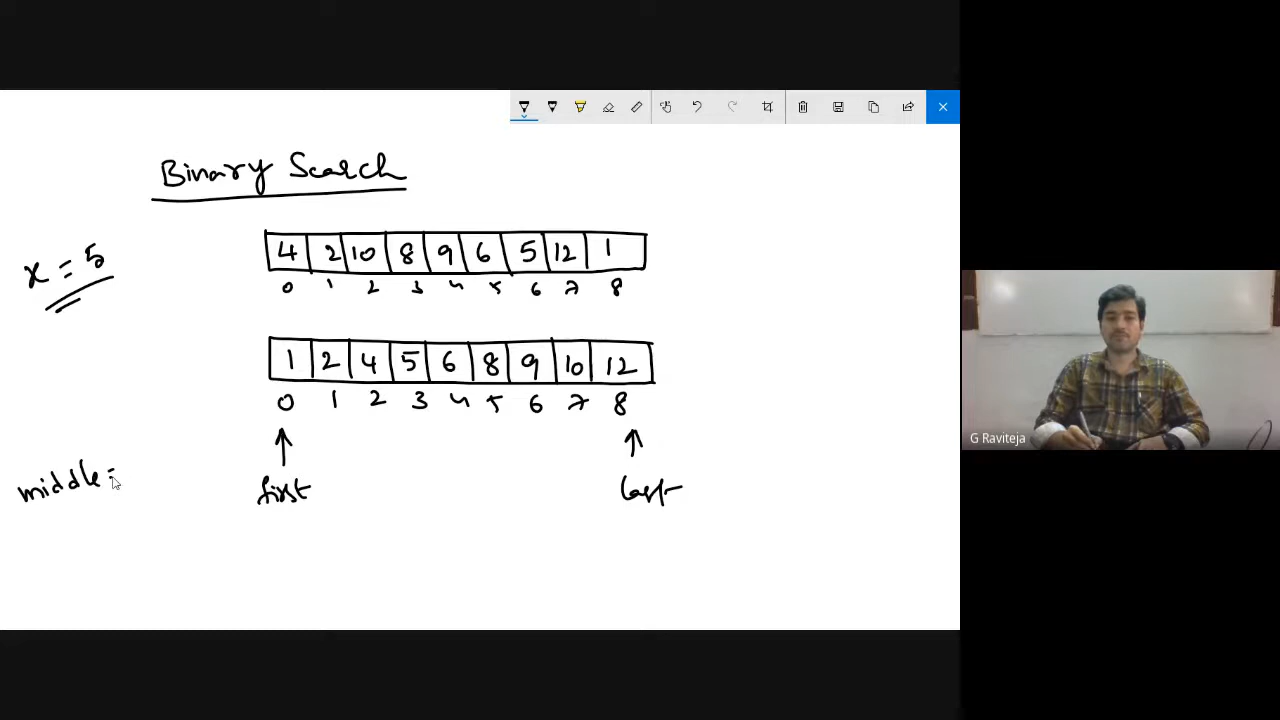 Binary Search
x = 5
4 2 10 8 9 6 5 12 1
0 1 2 3 4 5 6 7 8
1 2 4 5 6 8 9 10 12
0 1 2 3 4 5 6 7 8
first last
middle =
G Raviteja